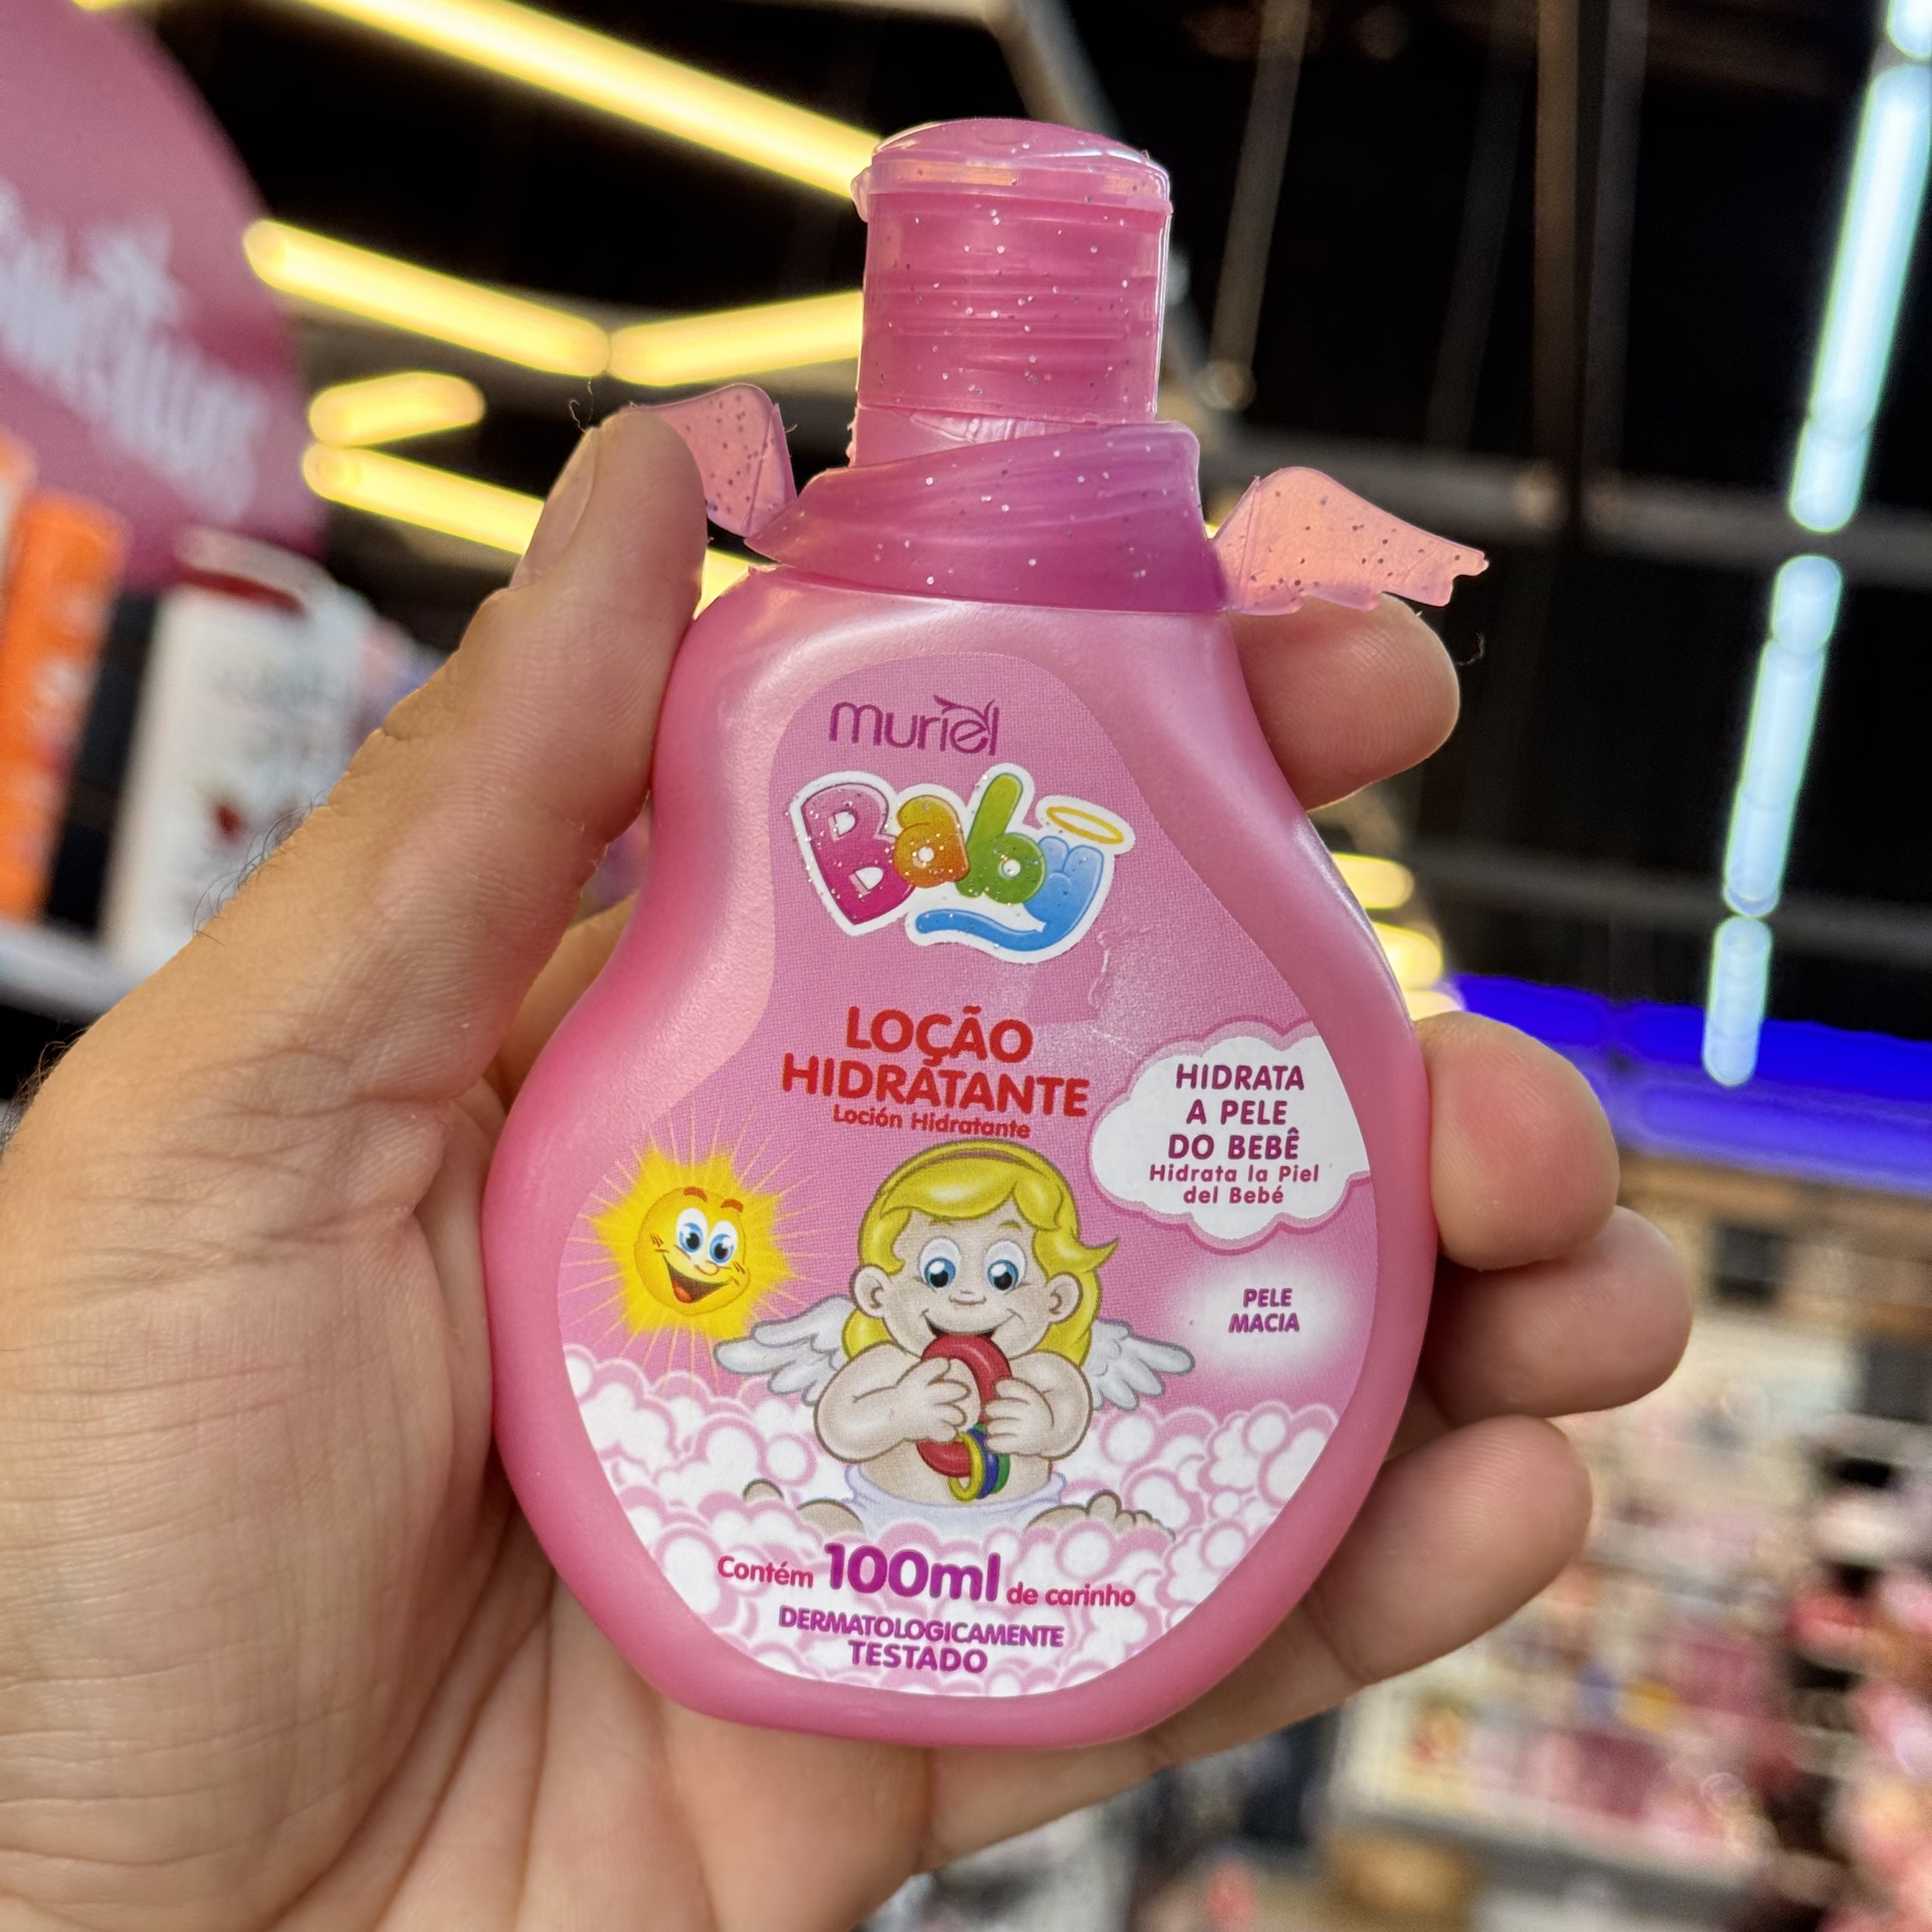 muriel
Baby
LOÇÃO
HIDRATANTE
Loción Hidratante
HIDRATA
A PELE
DO BEBÊ
Hidrata la Piel
del Bebé
PELE
MACIA
Contém 100ml de carinho
DERMATOLOGICAMENTE
TESTADO